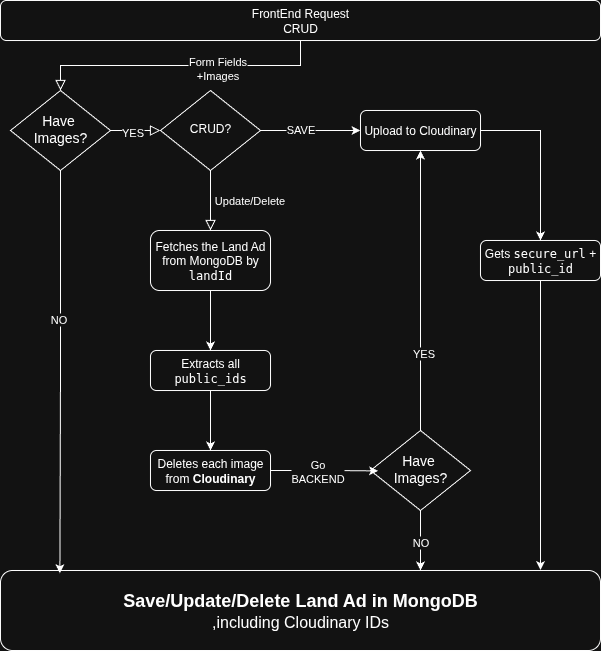 FrontEnd Request
CRUD
Form Fields
+Images
Have
Images?
YES
CRUD?
SAVE
Upload to Cloudinary
Update/Delete
Fetches the Land Ad
from MongoDB by
landId
Gets secure_url +
public_id
NO
YES
Extracts all
public_ids
Deletes each image
from Cloudinary
Go
BACKEND
Have
Images?
NO
Save/Update/Delete Land Ad in MongoDB
,including Cloudinary IDs